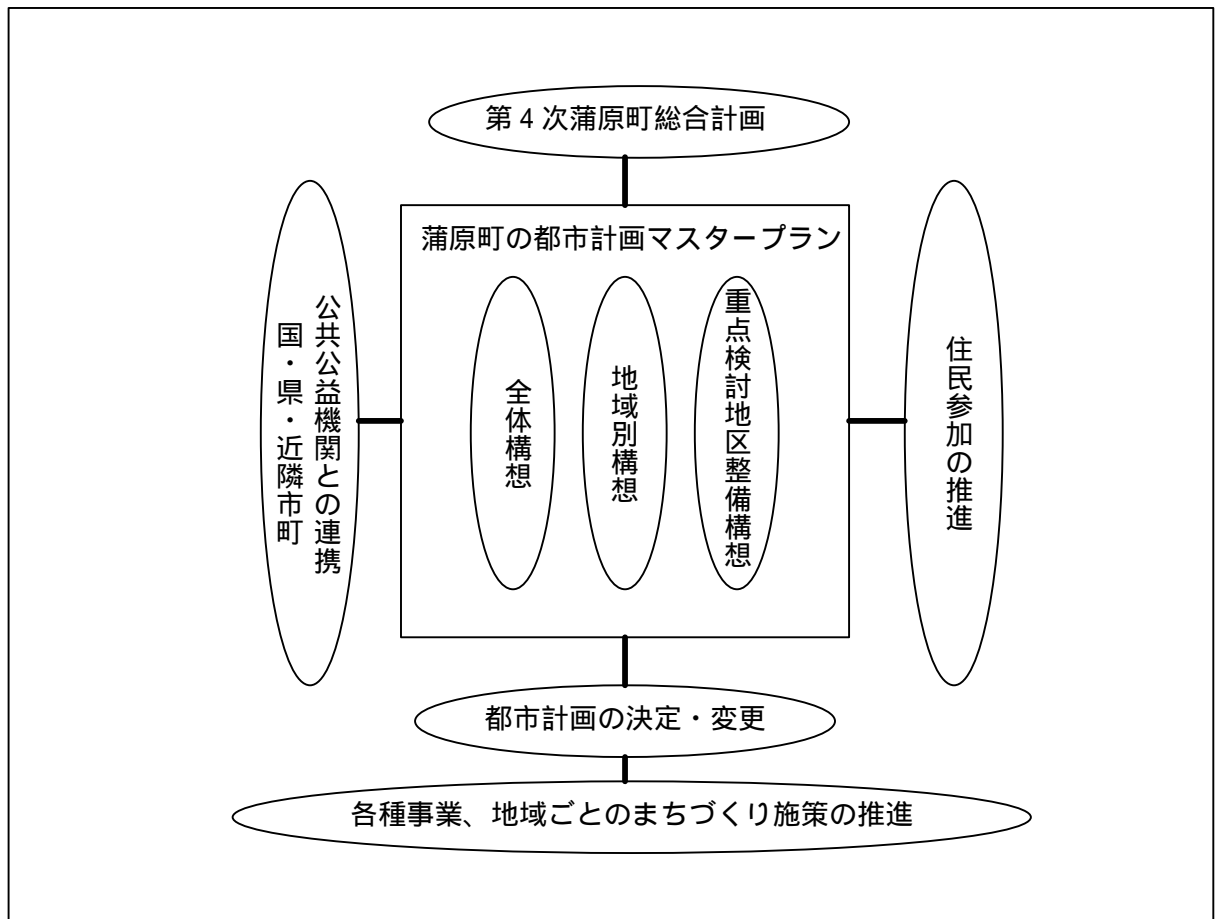 第4次蒲原町総合計画
蒲原町の都市計画マスタープラン
公共公益機関との連携
国・県・近隣市町
全体構想
地域別構想
重点検討地区整備構想
住民参加の推進
都市計画の決定・変更
各種事業、地域ごとのまちづくり施策の推進